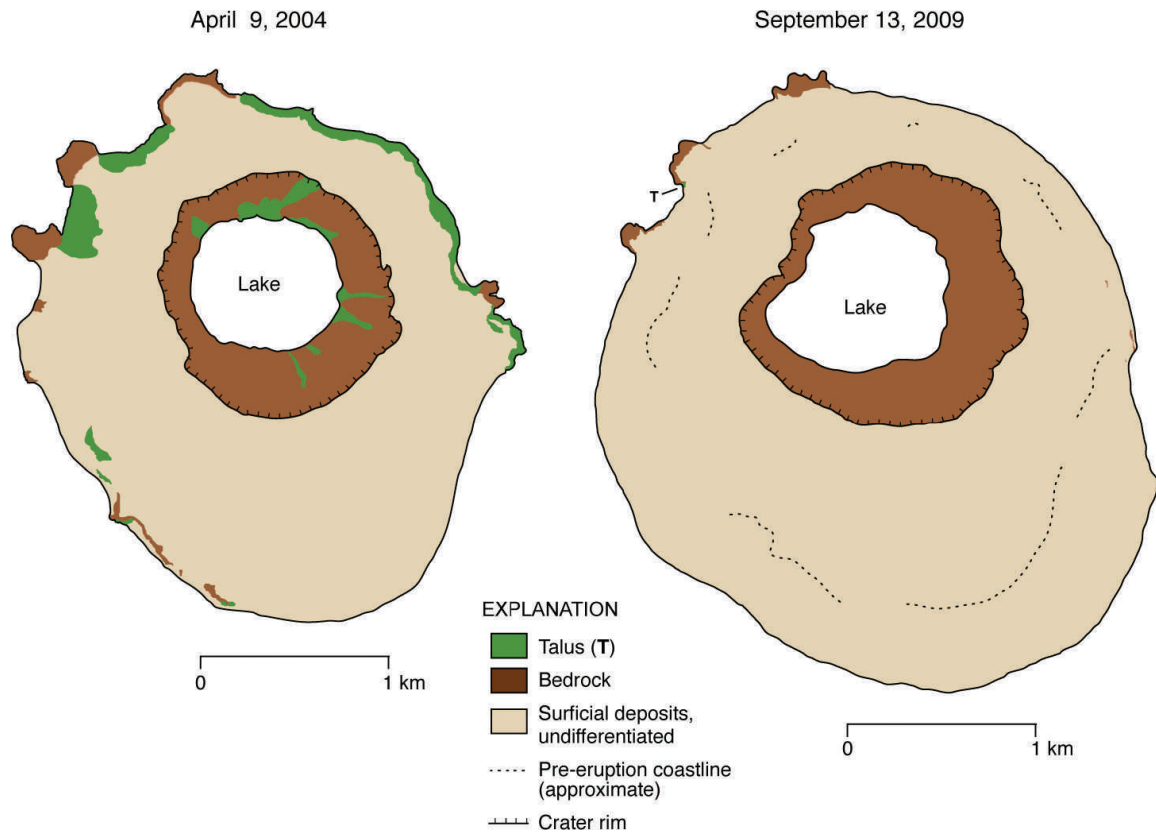 April 9, 2004
September 13, 2009
T
Lake
Lake
EXPLANATION
Talus (T)
Bedrock
Surficial deposits,
undifferentiated
Pre-eruption coastline
(approximate)
Crater rim
0 1 km
0 1 km